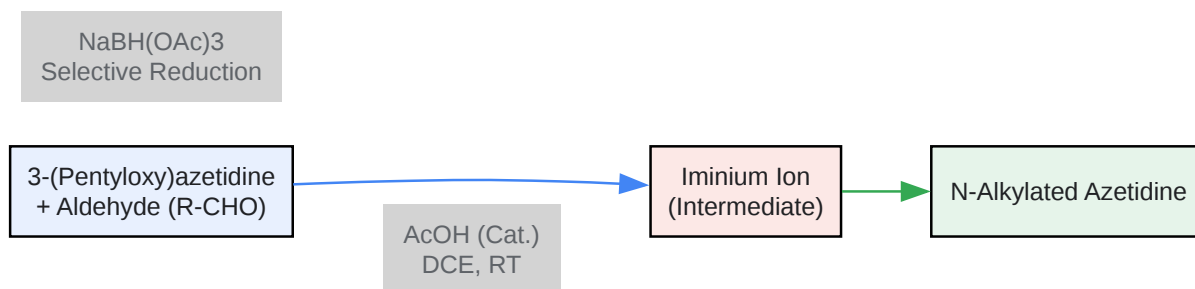 NaBH(OAc)3
Selective Reduction
3-(Pentyloxy)azetidine
+ Aldehyde (R-CHO)
Iminium Ion
(Intermediate)
N-Alkylated Azetidine
AcOH (Cat.)
DCE, RT